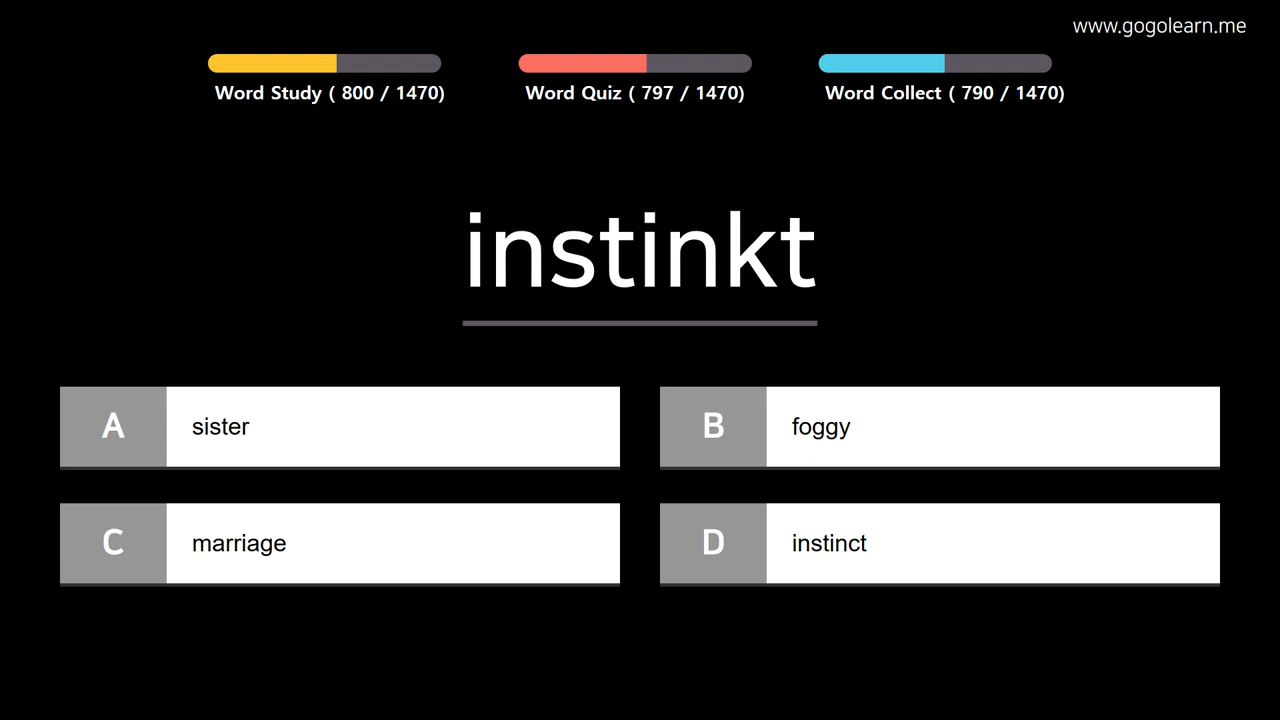 www.gogolearn.me
Word Study ( 800 / 1470)
Word Quiz ( 797 / 1470)
Word Collect ( 790 / 1470)
instinkt
A sister
B foggy
C marriage
D instinct